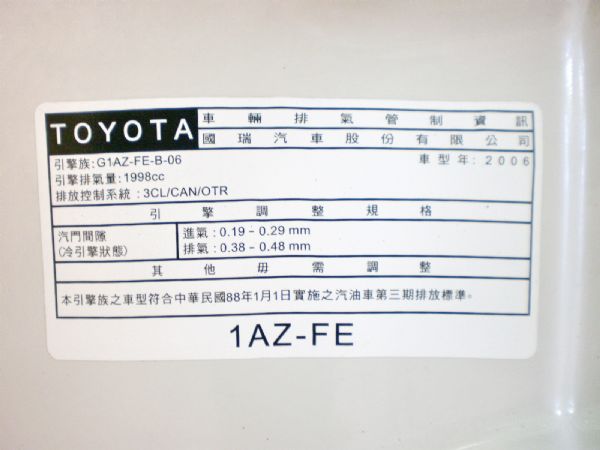 TOYOTA 車輛排氣管制資訊
國瑞汽車股份有限公司
引擎族:G1AZ-FE-B-06 車型年:2006
引擎排氣量:1998cc
排放控制系統:3CL/CAN/OTR
引擎調整規格
汽門間隙 進氣:0.19-0.29 mm
(冷引擎狀態) 排氣:0.38-0.48 mm
其他毋需調整
本引擎族之車型符合中華民國88年1月1日實施之汽油車第三期排放標準。
1AZ-FE